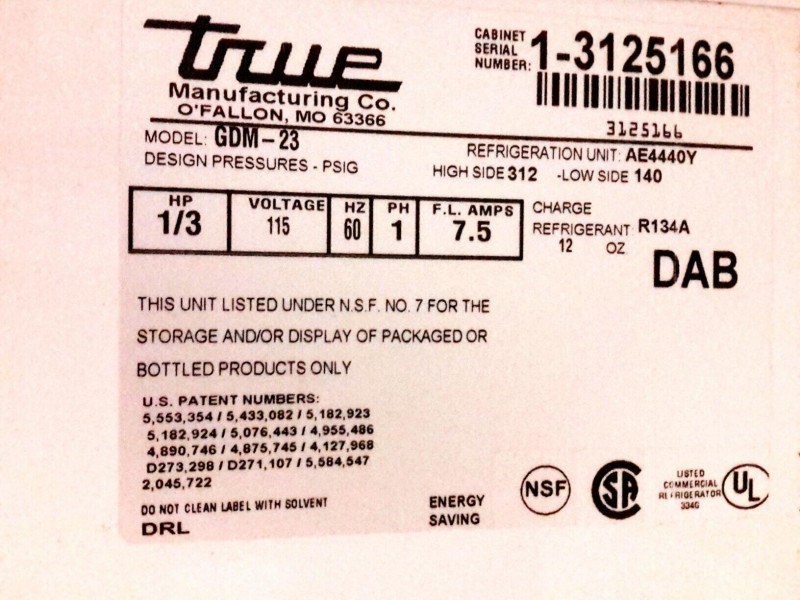 true
Manufacturing Co.
O'FALLON, MO 63366
CABINET
SERIAL
NUMBER: 1-3125166
3125166
MODEL: GDM-23
REFRIGERATION UNIT: AE4440Y
DESIGN PRESSURES - PSIG
HIGH SIDE 312 -LOW SIDE 140
HP VOLTAGE HZ PH F.L. AMPS
1/3 115 60 1 7.5
CHARGE
REFRIGERANT R134A
12 OZ
DAB
THIS UNIT LISTED UNDER N.S.F. NO. 7 FOR THE
STORAGE AND/OR DISPLAY OF PACKAGED OR
BOTTLED PRODUCTS ONLY
U.S. PATENT NUMBERS:
5,553,354 / 5,433,082 / 5,182,923
5,182,924 / 5,076,443 / 4,955,486
4,890,746 / 4,875,745 / 4,127,968
D273,298 / D271,107 / 5,584,547
2,045,722
DO NOT CLEAN LABEL WITH SOLVENT
DRL
ENERGY
SAVING
NSF
SA
LISTED
COMMERCIAL
REFRIGERATOR
UL